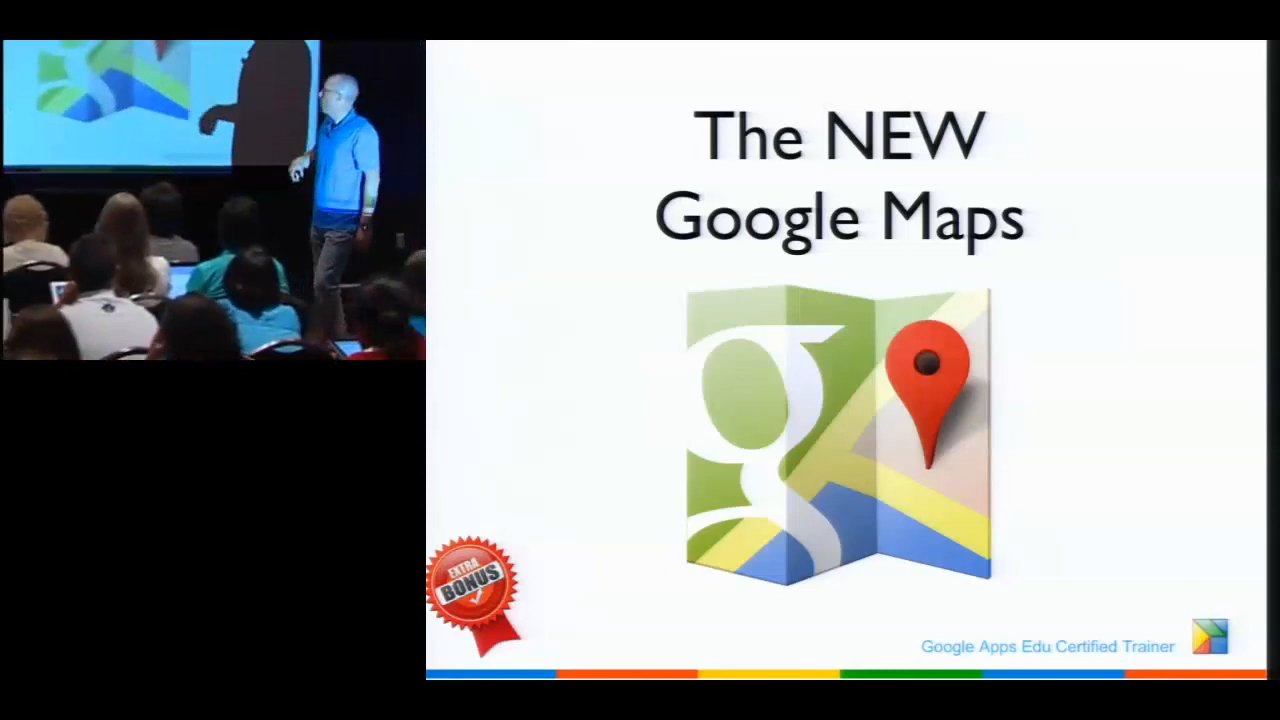 The NEW
Google Maps
g
EXTRA
BONUS
Google Apps Edu Certified Trainer